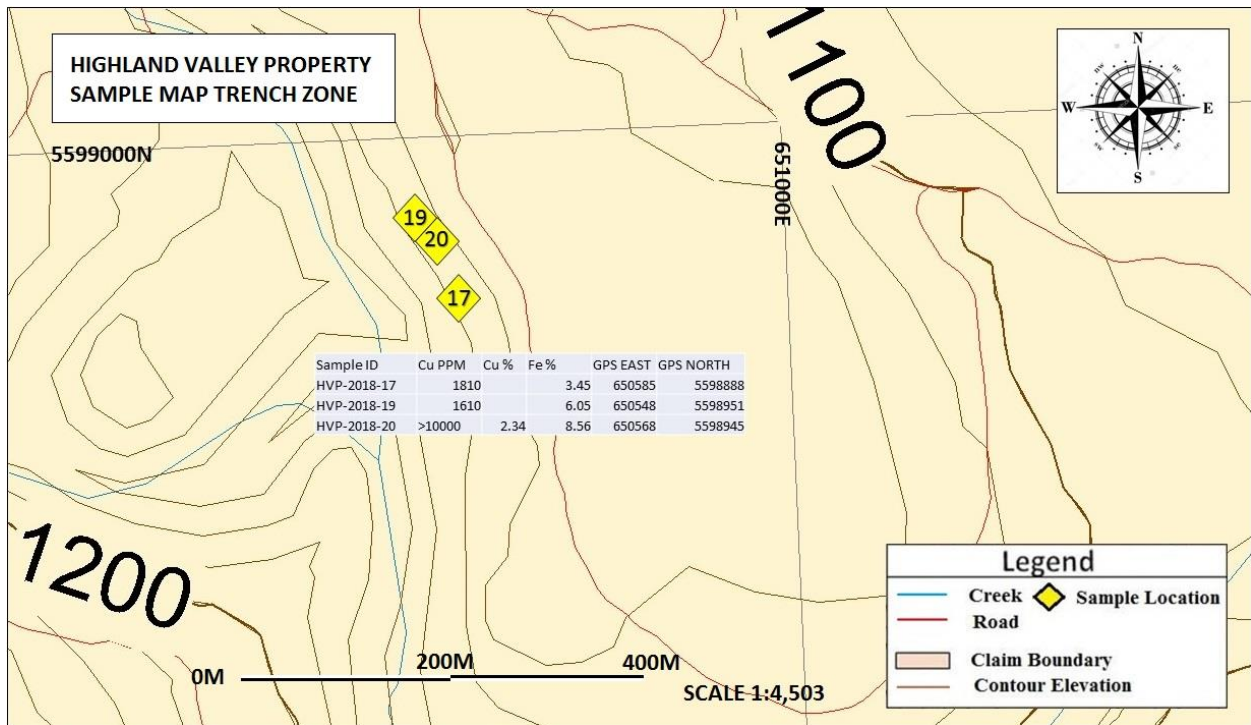 HIGHLAND VALLEY PROPERTY
SAMPLE MAP TRENCH ZONE
1100
N
W E
S
5599000N
651000E
19
20
17
Sample ID Cu PPM Cu % Fe % GPS EAST GPS NORTH
HVP-2018-17 1810 3.45 650585 5598888
HVP-2018-19 1610 6.05 650548 5598951
HVP-2018-20 >10000 2.34 8.56 650568 5598945
1200
0M 200M 400M
SCALE 1:4,503
Legend
Creek Sample Location
Road
Claim Boundary
Contour Elevation